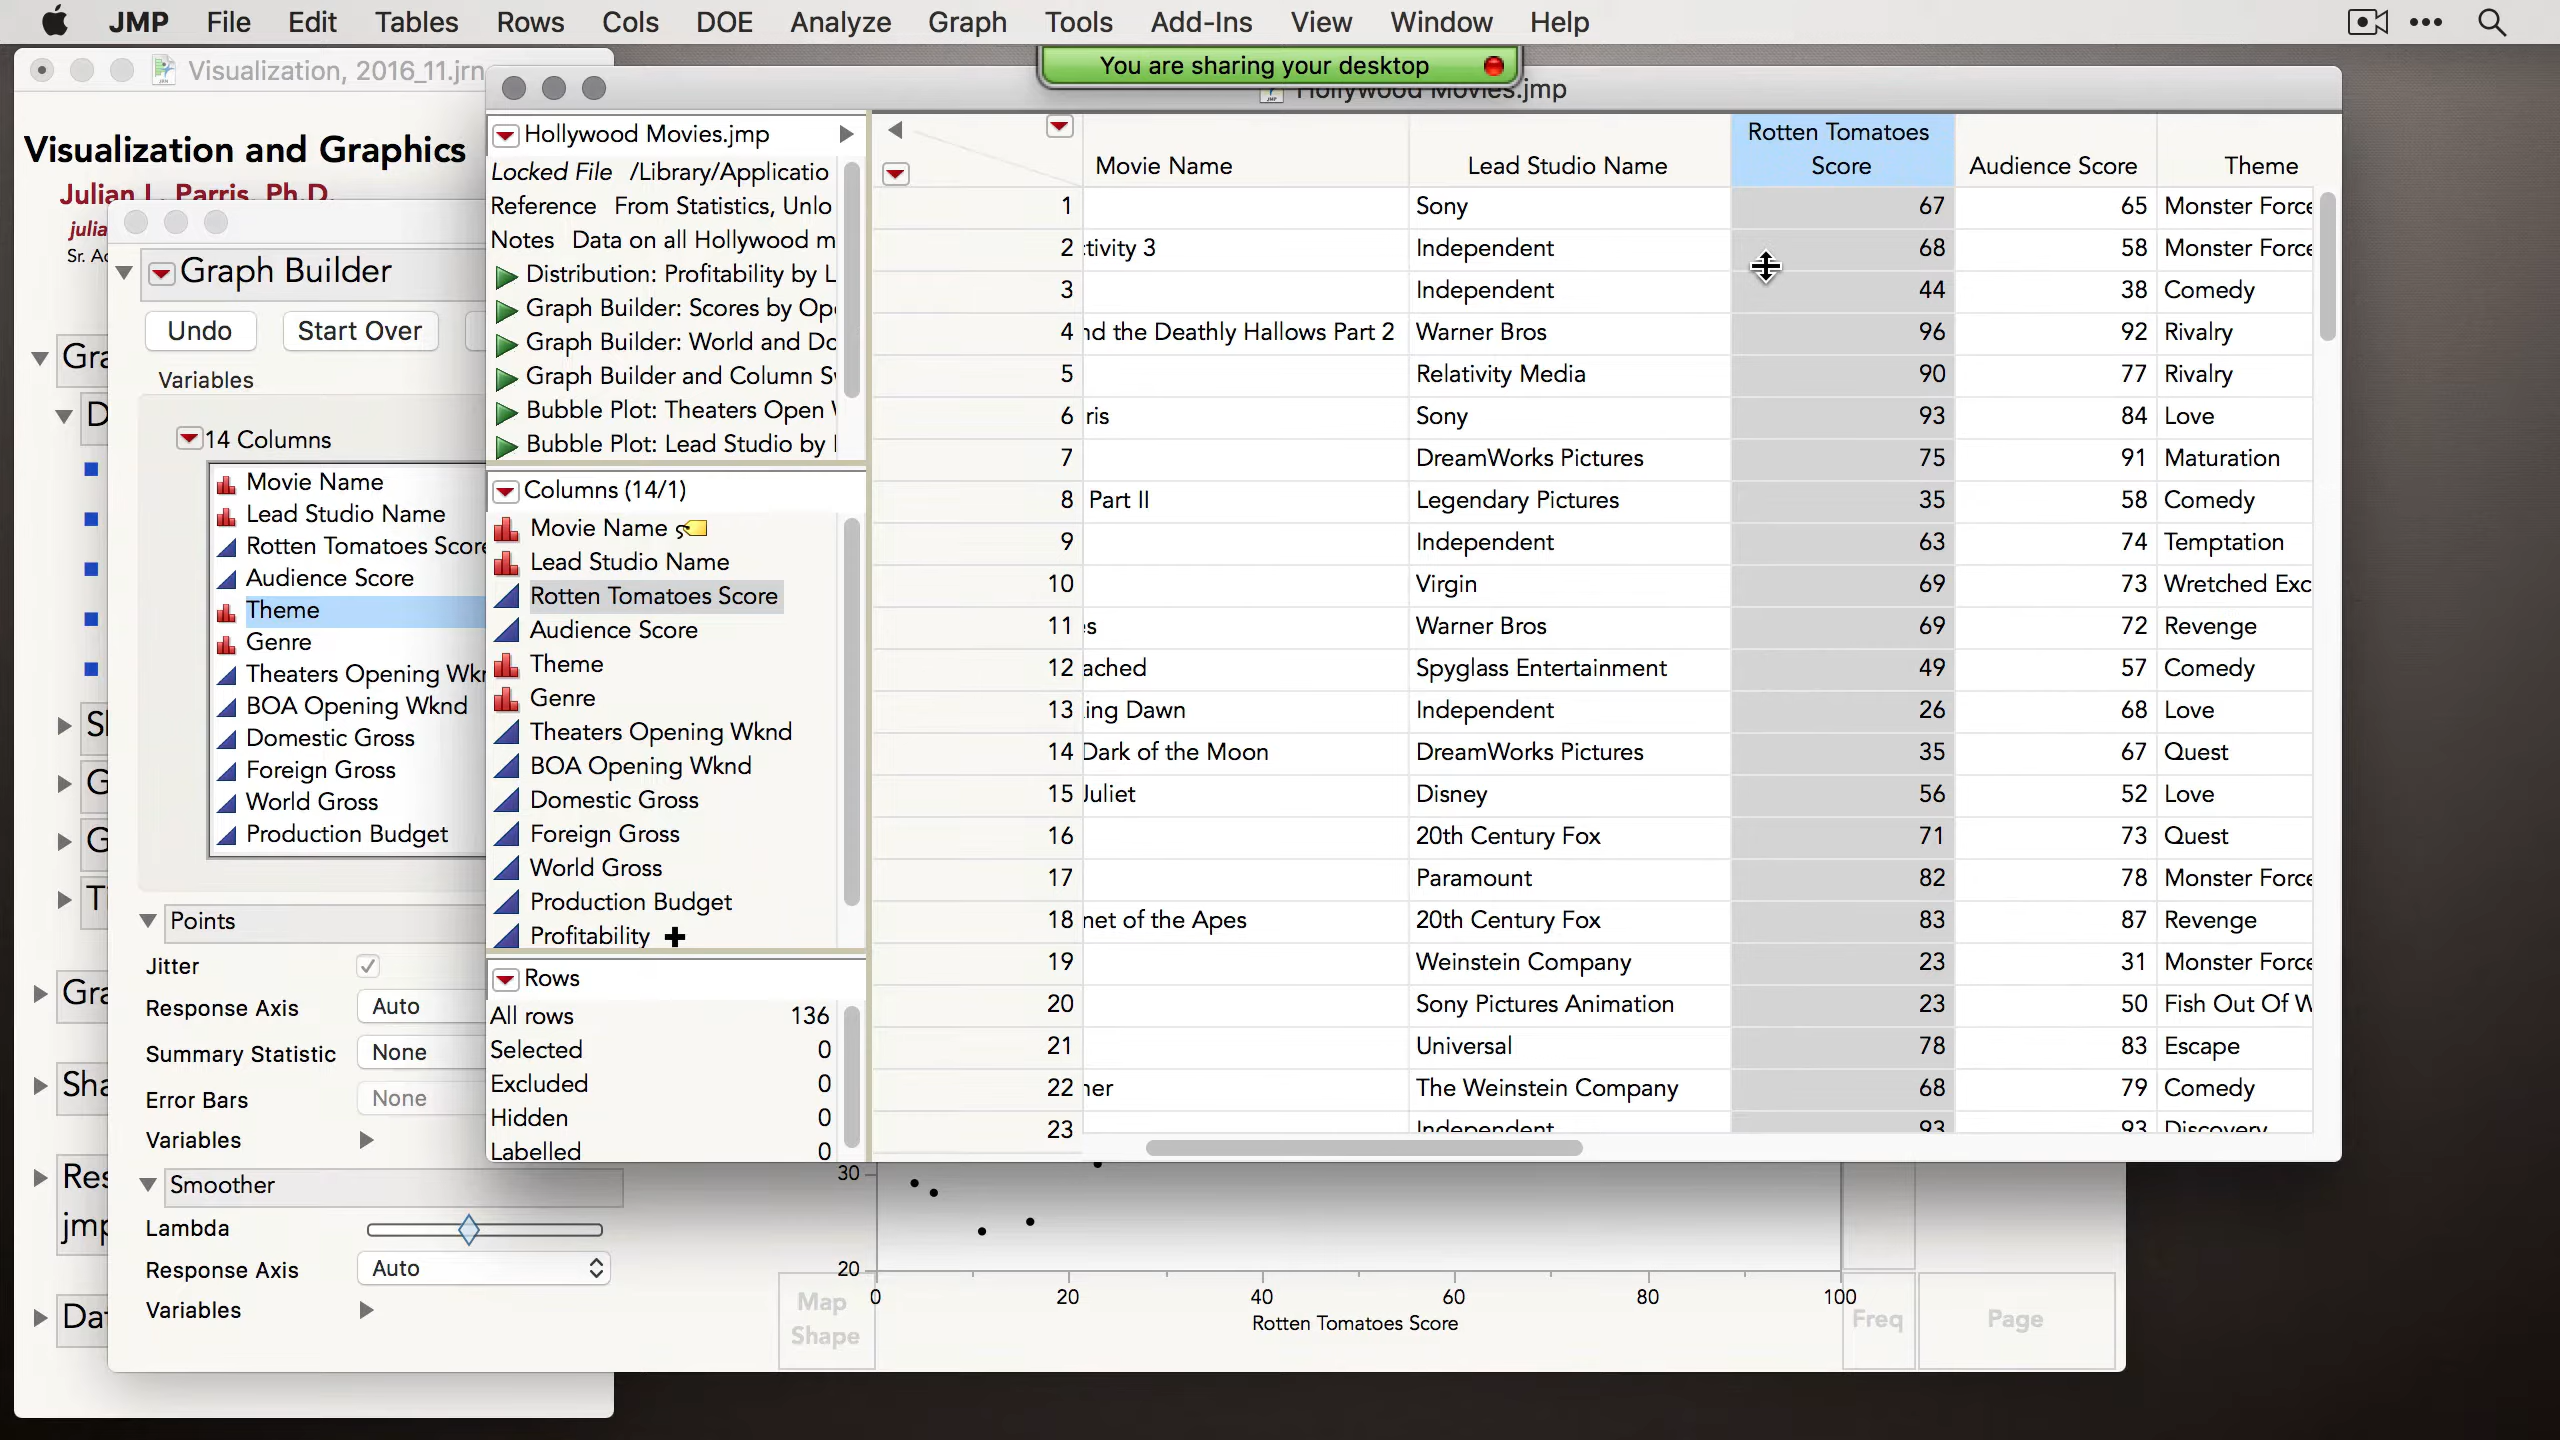 JMP File Edit Tables Rows Cols DOE Analyze Graph Tools Add-Ins View Window Help
You are sharing your desktop
Visualization, 2016_11.jrn
Hollywood Movies.jmp
Visualization and Graphics
Julian L. Parris, Ph.D.
julia
Sr. Ac
Gra
D
Sl
G
G
Tl
Gra
Sha
Res
jmp
Dat
Graph Builder
Undo Start Over
Variables
14 Columns
Movie Name
Lead Studio Name
Rotten Tomatoes Score
Audience Score
Theme
Genre
Theaters Opening Wkn
BOA Opening Wknd
Domestic Gross
Foreign Gross
World Gross
Production Budget
Points
Jitter
Response Axis Auto
Summary Statistic None
Error Bars None
Variables
Smoother
Lambda
Response Axis Auto
Variables
Hollywood Movies.jmp
Locked File /Library/Applicatio
Reference From Statistics, Unlo
Notes Data on all Hollywood m
Distribution: Profitability by L
Graph Builder: Scores by Ope
Graph Builder: World and Do
Graph Builder and Column Sw
Bubble Plot: Theaters Open W
Bubble Plot: Lead Studio by
Columns (14/1)
Movie Name
Lead Studio Name
Rotten Tomatoes Score
Audience Score
Theme
Genre
Theaters Opening Wknd
BOA Opening Wknd
Domestic Gross
Foreign Gross
World Gross
Production Budget
Profitability
Rows
All rows 136
Selected 0
Excluded 0
Hidden 0
Labelled 0
Movie Name Lead Studio Name Rotten Tomatoes Score Audience Score Theme
1 Sony 67 65 Monster Force
2 tivity 3 Independent 68 58 Monster Force
3 Independent 44 38 Comedy
4 nd the Deathly Hallows Part 2 Warner Bros 96 92 Rivalry
5 Relativity Media 90 77 Rivalry
6 ris Sony 93 84 Love
7 DreamWorks Pictures 75 91 Maturation
8 Part II Legendary Pictures 35 58 Comedy
9 Independent 63 74 Temptation
10 Virgin 69 73 Wretched Exc
11 s Warner Bros 69 72 Revenge
12 ached Spyglass Entertainment 49 57 Comedy
13 ing Dawn Independent 26 68 Love
14 Dark of the Moon DreamWorks Pictures 35 67 Quest
15 Juliet Disney 56 52 Love
16 20th Century Fox 71 73 Quest
17 Paramount 82 78 Monster Force
18 net of the Apes 20th Century Fox 83 87 Revenge
19 Weinstein Company 23 31 Monster Force
20 Sony Pictures Animation 23 50 Fish Out Of W
21 Universal 78 83 Escape
22 ner The Weinstein Company 68 79 Comedy
23 Independent 93 93 Discovery
30
20
0 20 40 60 80 100
Rotten Tomatoes Score
Map
Shape
Freq
Page